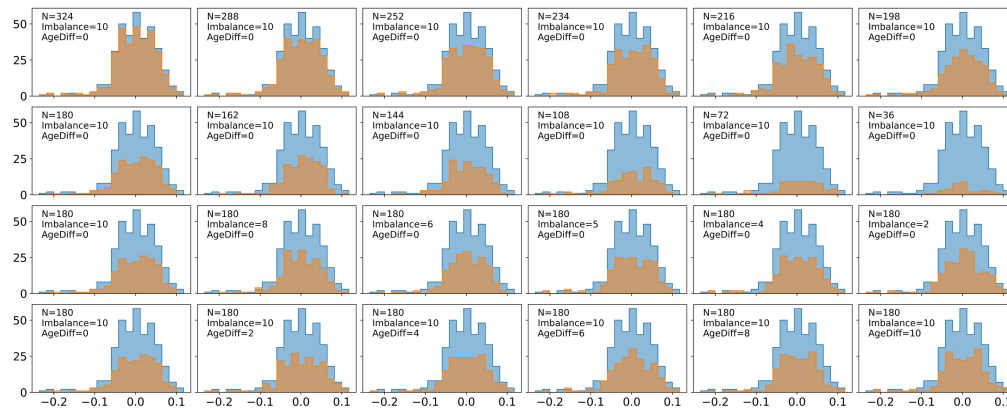 50
25
0
N=324
Imbalance=10
AgeDiff=0
N=288
Imbalance=10
AgeDiff=0
N=252
Imbalance=10
AgeDiff=0
N=234
Imbalance=10
AgeDiff=0
N=216
Imbalance=10
AgeDiff=0
N=198
Imbalance=10
AgeDiff=0
50
25
0
N=180
Imbalance=10
AgeDiff=0
N=162
Imbalance=10
AgeDiff=0
N=144
Imbalance=10
AgeDiff=0
N=108
Imbalance=10
AgeDiff=0
N=72
Imbalance=10
AgeDiff=0
N=36
Imbalance=10
AgeDiff=0
50
25
0
N=180
Imbalance=10
AgeDiff=0
N=180
Imbalance=8
AgeDiff=0
N=180
Imbalance=6
AgeDiff=0
N=180
Imbalance=5
AgeDiff=0
N=180
Imbalance=4
AgeDiff=0
N=180
Imbalance=2
AgeDiff=0
50
25
0
N=180
Imbalance=10
AgeDiff=0
N=180
Imbalance=10
AgeDiff=2
N=180
Imbalance=10
AgeDiff=4
N=180
Imbalance=10
AgeDiff=6
N=180
Imbalance=10
AgeDiff=8
N=180
Imbalance=10
AgeDiff=10
−0.2 −0.1 0.0 0.1
−0.2 −0.1 0.0 0.1
−0.2 −0.1 0.0 0.1
−0.2 −0.1 0.0 0.1
−0.2 −0.1 0.0 0.1
−0.2 −0.1 0.0 0.1